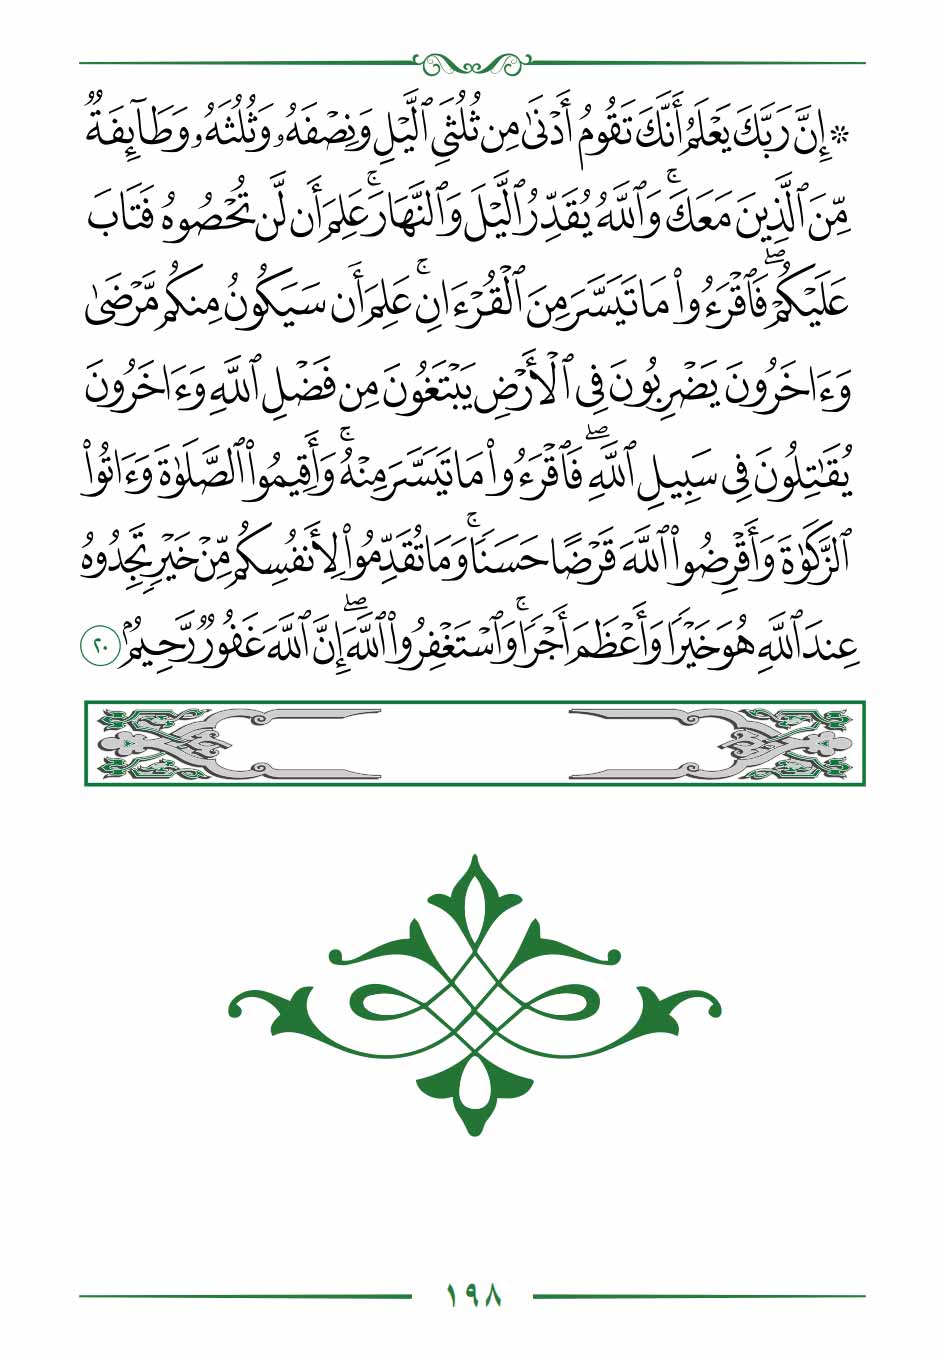 ۞ إِنَّ رَبَّكَ يَعۡلَمُ أَنَّكَ تَقُومُ أَدۡنَىٰ مِن ثُلُثَيِ ٱلَّيۡلِ وَنِصۡفَهُۥ وَثُلُثَهُۥ وَطَآئِفَةٞ
مِّنَ ٱلَّذِينَ مَعَكَۚ وَٱللَّهُ يُقَدِّرُ ٱلَّيۡلَ وَٱلنَّهَارَۚ عَلِمَ أَن لَّن تُحۡصُوهُ فَتَابَ
عَلَيۡكُمۡۖ فَٱقۡرَءُواْ مَا تَيَسَّرَ مِنَ ٱلۡقُرۡءَانِۚ عَلِمَ أَن سَيَكُونُ مِنكُم مَّرۡضَىٰ
وَءَاخَرُونَ يَضۡرِبُونَ فِي ٱلۡأَرۡضِ يَبۡتَغُونَ مِن فَضۡلِ ٱللَّهِ وَءَاخَرُونَ
يُقَٰتِلُونَ فِي سَبِيلِ ٱللَّهِۖ فَٱقۡرَءُواْ مَا تَيَسَّرَ مِنۡهُۚ وَأَقِيمُواْ ٱلصَّلَوٰةَ وَءَاتُواْ
ٱلزَّكَوٰةَ وَأَقۡرِضُواْ ٱللَّهَ قَرۡضًا حَسَنٗاۚ وَمَا تُقَدِّمُواْ لِأَنفُسِكُم مِّنۡ خَيۡرٖ تَجِدُوهُ
عِندَ ٱللَّهِ هُوَ خَيۡرٗا وَأَعۡظَمَ أَجۡرٗاۚ وَٱسۡتَغۡفِرُواْ ٱللَّهَۖ إِنَّ ٱللَّهَ غَفُورٞ رَّحِيمُۢ ٢٠
١٩٨